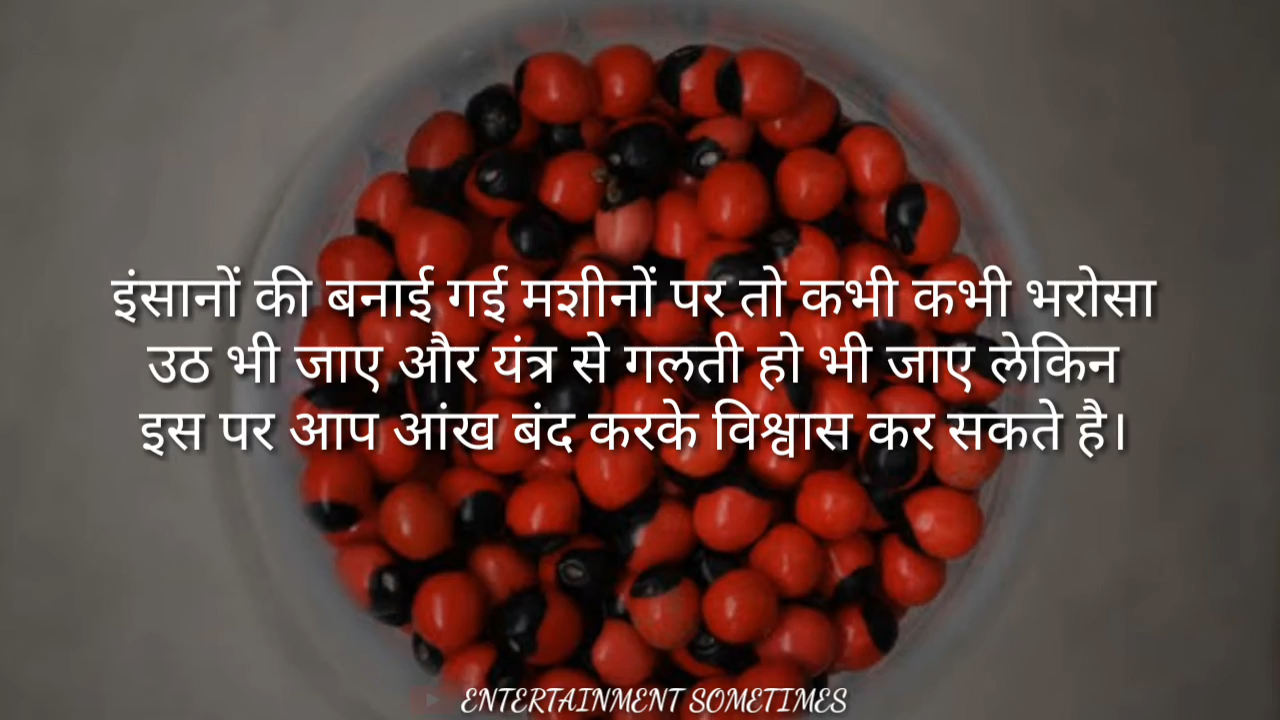 इंसानों की बनाई गई मशीनों पर तो कभी कभी भरोसा
उठ भी जाए और यंत्र से गलती हो भी जाए लेकिन
इस पर आप आंख बंद करके विश्वास कर सकते है।
ENTERTAINMENT SOMETIMES